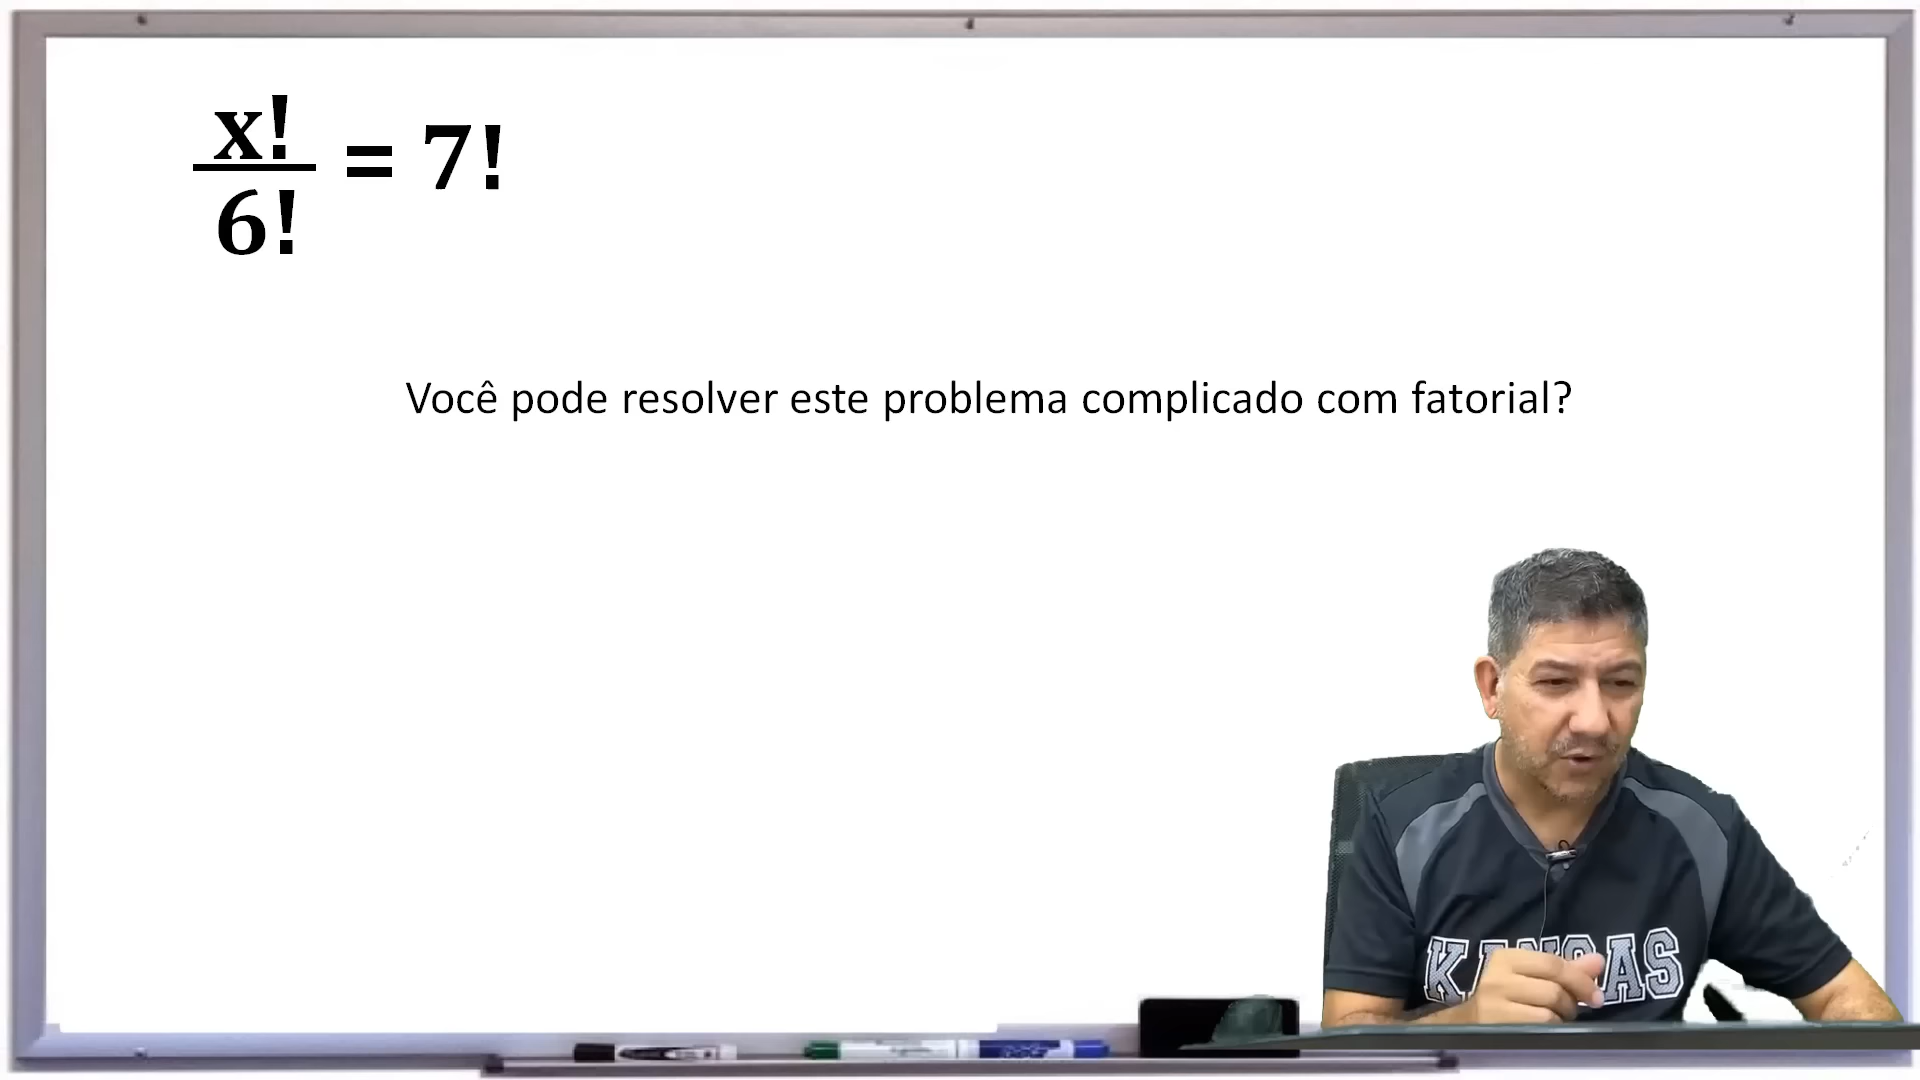 x!
6!
= 7!
Você pode resolver este problema complicado com fatorial?
KANSAS